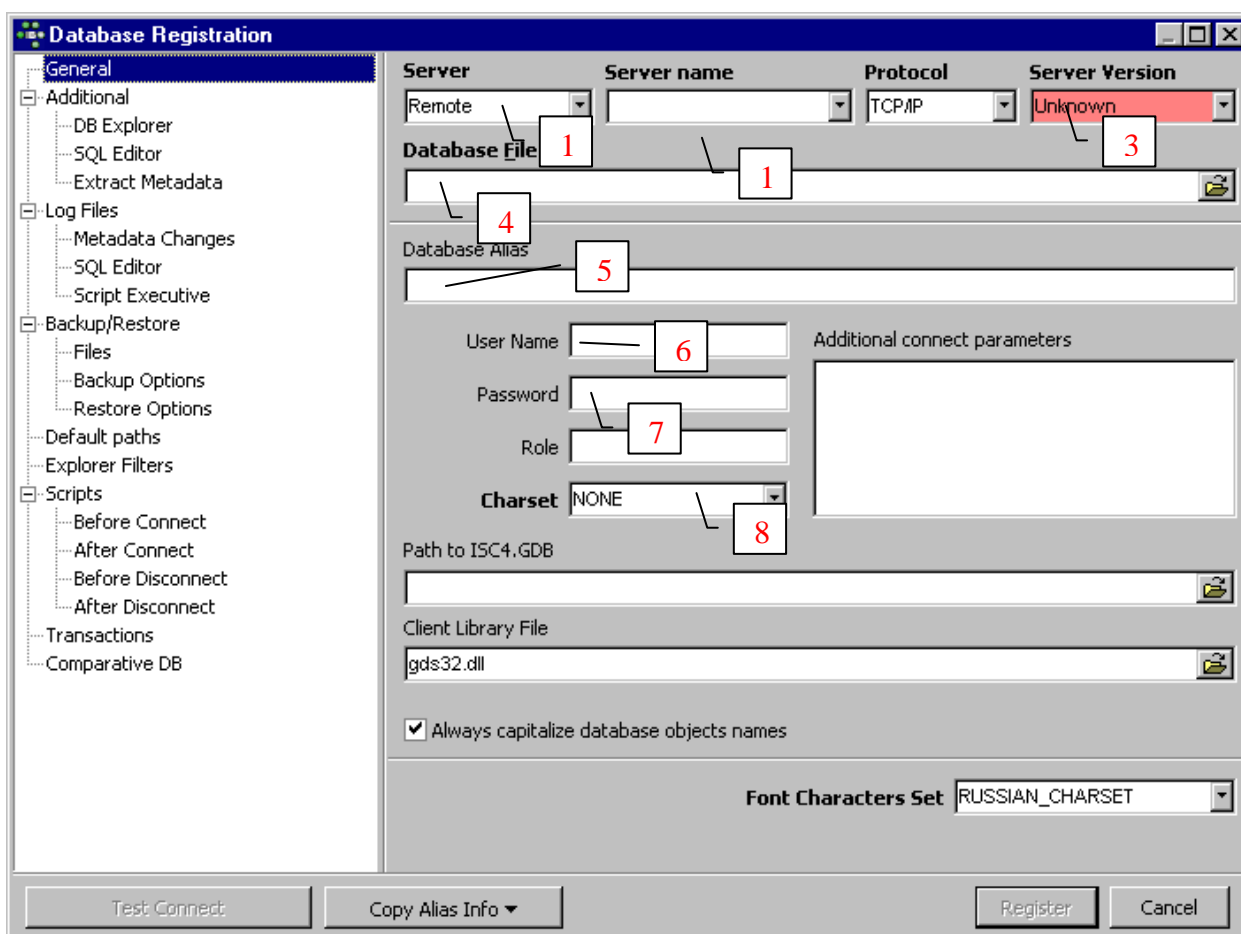 Database Registration
General
Additional
DB Explorer
SQL Editor
Extract Metadata
Log Files
Metadata Changes
SQL Editor
Script Executive
Backup/Restore
Files
Backup Options
Restore Options
Default paths
Explorer Filters
Scripts
Before Connect
After Connect
Before Disconnect
After Disconnect
Transactions
Comparative DB
Server Server name Protocol Server Version
Remote TCP/IP Unknown
1 3
Database File
1
4
Database Alias
5
User Name 6 Additional connect parameters
Password
7
Role
Charset NONE
8
Path to ISC4.GDB
Client Library File
gds32.dll
Always capitalize database objects names
Font Characters Set RUSSIAN_CHARSET
Test Connect Copy Alias Info Register Cancel